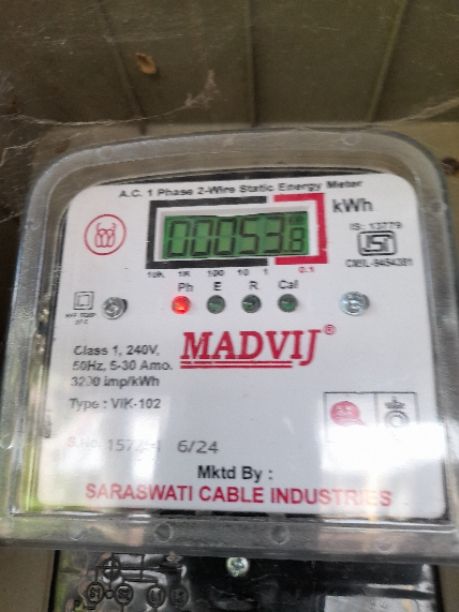 A.C. 1 Phase 2-Wire Static Energy Meter
00053.8 kWh
IS: 13779
ISI
10K 1K 100 10 1 0.1
Ph E R Cal
MADVIJ®
Class 1, 240V,
50Hz, 5-30 Amp.
3200 imp/kWh
Type : VIK-102
S.No. 6/24
Mktd By :
SARASWATI CABLE INDUSTRIES